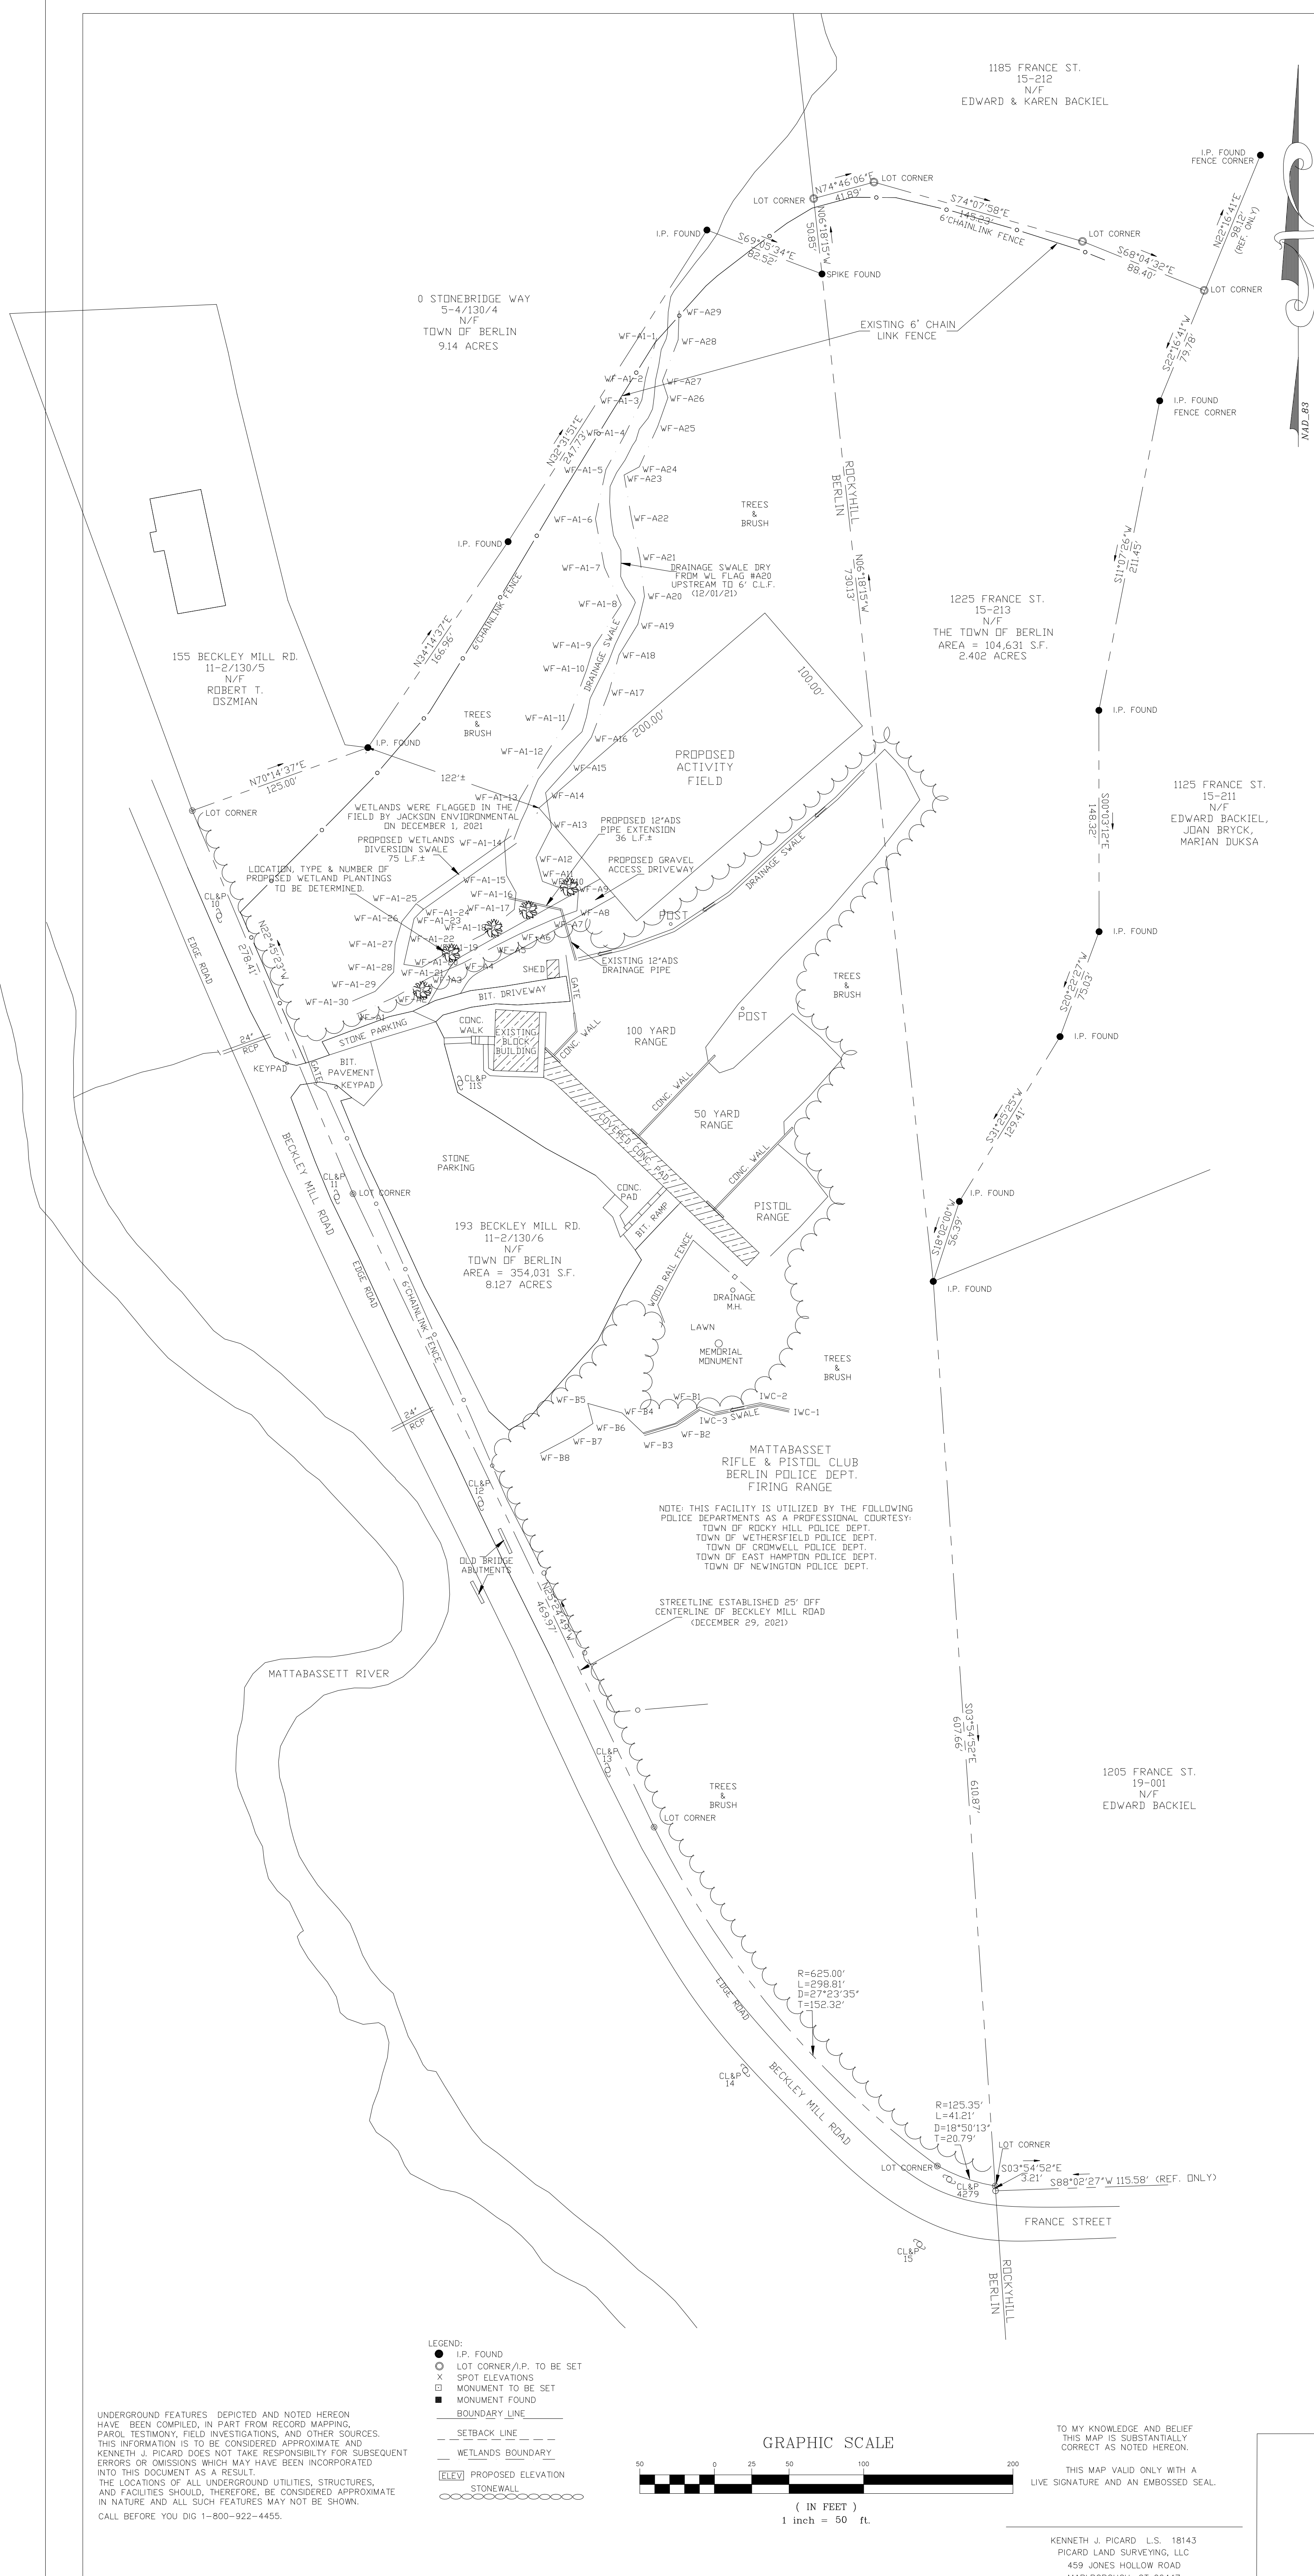 1185 FRANCE ST.
15-212
N/F
EDWARD & KAREN BACKIEL
I.P. FOUND
FENCE CORNER
N74°46'06"E
41.89'
LOT CORNER
LOT CORNER
S74°07'58"E
145.23'
6'CHAINLINK FENCE
N06°18'15"W
50.85'
N22°16'41"E
98.12'
(REF. ONLY)
I.P. FOUND
S69°05'34"E
82.52'
LOT CORNER
S68°04'32"E
88.40'
SPIKE FOUND
LOT CORNER
0 STONEBRIDGE WAY
5-4/130/4
N/F
TOWN OF BERLIN
9.14 ACRES
WF-A29
EXISTING 6' CHAIN
LINK FENCE
WF-A1-1
WF-A28
S22°16'41"W
79.78'
WF-A1-2
WF-A27
WF-A1-3
WF-A26
I.P. FOUND
FENCE CORNER
NAD_83
N32°31'51"E
247.73'
WF-A1-4
WF-A25
WF-A1-5
WF-A24
WF-A23
ROCKYHILL
BERLIN
TREES
&
BRUSH
WF-A1-6
WF-A22
I.P. FOUND
S11°07'26"W
211.45'
WF-A21
WF-A1-7
DRAINAGE SWALE DRY
FROM WL FLAG #A20
UPSTREAM TO 6' C.L.F.
(12/01/21)
N06°18'15"W
730.13'
6'CHAINLINK FENCE
WF-A1-8
WF-A20
1225 FRANCE ST.
15-213
N/F
THE TOWN OF BERLIN
AREA = 104,631 S.F.
2.402 ACRES
N34°14'37"E
166.96'
WF-A19
WF-A1-9
WF-A18
WF-A1-10
DRAINAGE SWALE
155 BECKLEY MILL RD.
11-2/130/5
N/F
ROBERT T.
OSZMIAN
100.00'
WF-A17
I.P. FOUND
TREES
&
BRUSH
WF-A1-11
200.00'
WF-A16
I.P. FOUND
WF-A1-12
PROPOSED
ACTIVITY
FIELD
N70°14'37"E
125.00'
122'±
WF-A15
1125 FRANCE ST.
15-211
N/F
EDWARD BACKIEL,
JOAN BRYCK,
MARIAN DUKSA
LOT CORNER
WF-A1-13
WF-A14
WETLANDS WERE FLAGGED IN THE
FIELD BY JACKSON ENVIORONMENTAL
ON DECEMBER 1, 2021
PROPOSED 12"ADS
PIPE EXTENSION
36 L.F.±
WF-A13
S00°03'12"E
148.32'
PROPOSED WETLANDS
DIVERSION SWALE
75 L.F.±
WF-A1-14
DRAINAGE SWALE
WF-A12
PROPOSED GRAVEL
ACCESS DRIVEWAY
LOCATION, TYPE & NUMBER OF
PROPOSED WETLAND PLANTINGS
TO BE DETERMINED.
WF-A11
WF-A1-15
WF-A10
WF-A9
WF-A1-16
WF-A1-25
CL&P
10
WF-A1-24
WF-A1-17
WF-A8
POST
WF-A1-26
WF-A1-23
WF-A1-18
WF-A7
I.P. FOUND
N22°45'23"W
278.41'
WF-A1-27
WF-A1-22
WF-A1-19
WF-A6
WF-A5
EDGE ROAD
WF-A1-28
WF-A1-20
WF-A4
SHED
EXISTING 12"ADS
DRAINAGE PIPE
WF-A1-21
WF-A3
TREES
&
BRUSH
S20°22'27"W
75.03'
WF-A1-29
BIT. DRIVEWAY
GATE
WF-A1-30
WF-A2
WF-A1
CONC.
WALK
EXISTING
BLOCK
BUILDING
CONC. WALL
100 YARD
RANGE
POST
STONE PARKING
24"
RCP
I.P. FOUND
BIT.
PAVEMENT
KEYPAD
GATE
KEYPAD
CL&P
11S
CONC. WALL
50 YARD
RANGE
S31°25'25"W
129.41'
COVERED CONC. PAD
BECKLEY MILL ROAD
STONE
PARKING
CONC. WALL
CL&P
11
LOT CORNER
CONC.
PAD
I.P. FOUND
PISTOL
RANGE
BIT. RAMP
193 BECKLEY MILL RD.
11-2/130/6
N/F
TOWN OF BERLIN
AREA = 354,031 S.F.
8.127 ACRES
S18°02'00"W
56.39'
EDGE ROAD
6'CHAINLINK FENCE
WOOD RAIL FENCE
I.P. FOUND
DRAINAGE
M.H.
LAWN
MEMORIAL
MONUMENT
TREES
&
BRUSH
WF-B5
WF-B1
IWC-2
24"
RCP
WF-B4
SWALE
IWC-1
WF-B6
IWC-3
WF-B7
WF-B2
WF-B3
WF-B8
MATTABASSET
RIFLE & PISTOL CLUB
BERLIN POLICE DEPT.
FIRING RANGE
CL&P
12
NOTE: THIS FACILITY IS UTILIZED BY THE FOLLOWING
POLICE DEPARTMENTS AS A PROFESSIONAL COURTESY:
TOWN OF ROCKY HILL POLICE DEPT.
TOWN OF WETHERSFIELD POLICE DEPT.
TOWN OF CROMWELL POLICE DEPT.
TOWN OF EAST HAMPTON POLICE DEPT.
TOWN OF NEWINGTON POLICE DEPT.
OLD BRIDGE
ABUTMENTS
N25°24'49"W
469.97'
STREETLINE ESTABLISHED 25' OFF
CENTERLINE OF BECKLEY MILL ROAD
(DECEMBER 29, 2021)
MATTABASSETT RIVER
S03°54'52"E
607.66'
610.87'
CL&P
13
TREES
&
BRUSH
1205 FRANCE ST.
19-001
N/F
EDWARD BACKIEL
LOT CORNER
R=625.00'
L=298.81'
D=27°23'35"
T=152.32'
EDGE ROAD
CL&P
14
BECKLEY MILL ROAD
R=125.35'
L=41.21'
D=18°50'13"
T=20.79'
LOT CORNER
LOT CORNER
S03°54'52"E
3.21'
S88°02'27"W 115.58' (REF. ONLY)
CL&P
4279
FRANCE STREET
CL&P
15
ROCKYHILL
BERLIN
LEGEND:
I.P. FOUND
LOT CORNER/I.P. TO BE SET
X SPOT ELEVATIONS
MONUMENT TO BE SET
MONUMENT FOUND
BOUNDARY LINE
SETBACK LINE
WETLANDS BOUNDARY
ELEV PROPOSED ELEVATION
STONEWALL
UNDERGROUND FEATURES DEPICTED AND NOTED HEREON
HAVE BEEN COMPILED, IN PART FROM RECORD MAPPING,
PAROL TESTIMONY, FIELD INVESTIGATIONS, AND OTHER SOURCES.
THIS INFORMATION IS TO BE CONSIDERED APPROXIMATE AND
KENNETH J. PICARD DOES NOT TAKE RESPONSIBILTY FOR SUBSEQUENT
ERRORS OR OMISSIONS WHICH MAY HAVE BEEN INCORPORATED
INTO THIS DOCUMENT AS A RESULT.
THE LOCATIONS OF ALL UNDERGROUND UTILITIES, STRUCTURES,
AND FACILITIES SHOULD, THEREFORE, BE CONSIDERED APPROXIMATE
IN NATURE AND ALL SUCH FEATURES MAY NOT BE SHOWN.
CALL BEFORE YOU DIG 1-800-922-4455.
GRAPHIC SCALE
50 0 25 50 100 200
( IN FEET )
1 inch = 50 ft.
TO MY KNOWLEDGE AND BELIEF
THIS MAP IS SUBSTANTIALLY
CORRECT AS NOTED HEREON.
THIS MAP VALID ONLY WITH A
LIVE SIGNATURE AND AN EMBOSSED SEAL.
KENNETH J. PICARD L.S. 18143
PICARD LAND SURVEYING, LLC
459 JONES HOLLOW ROAD